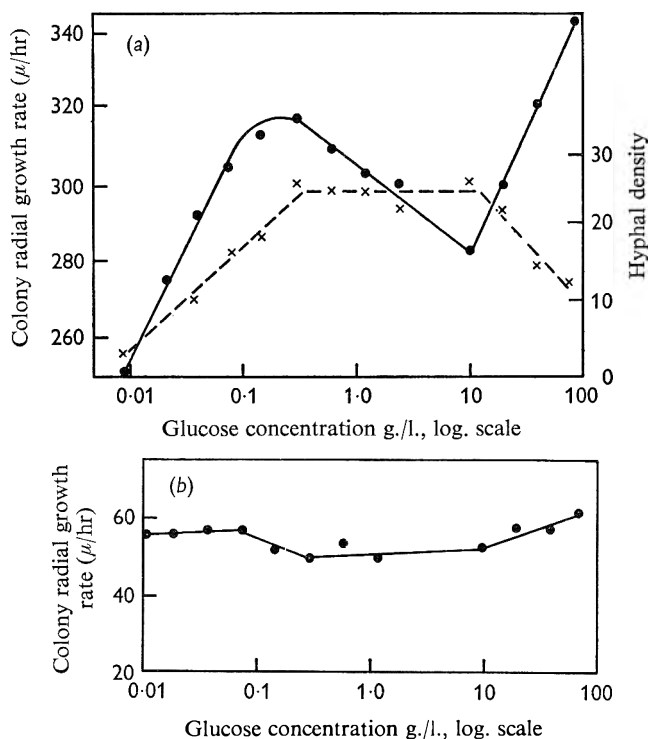 (a)
Colony radial growth rate (μ/hr)
340
320
300
280
260
Hyphal density
30
20
10
0
0·01 0·1 1·0 10 100
Glucose concentration g./l., log. scale
(b)
Colony radial growth
rate (μ/hr)
60
40
20
0·01 0·1 1·0 10 100
Glucose concentration g./l., log. scale